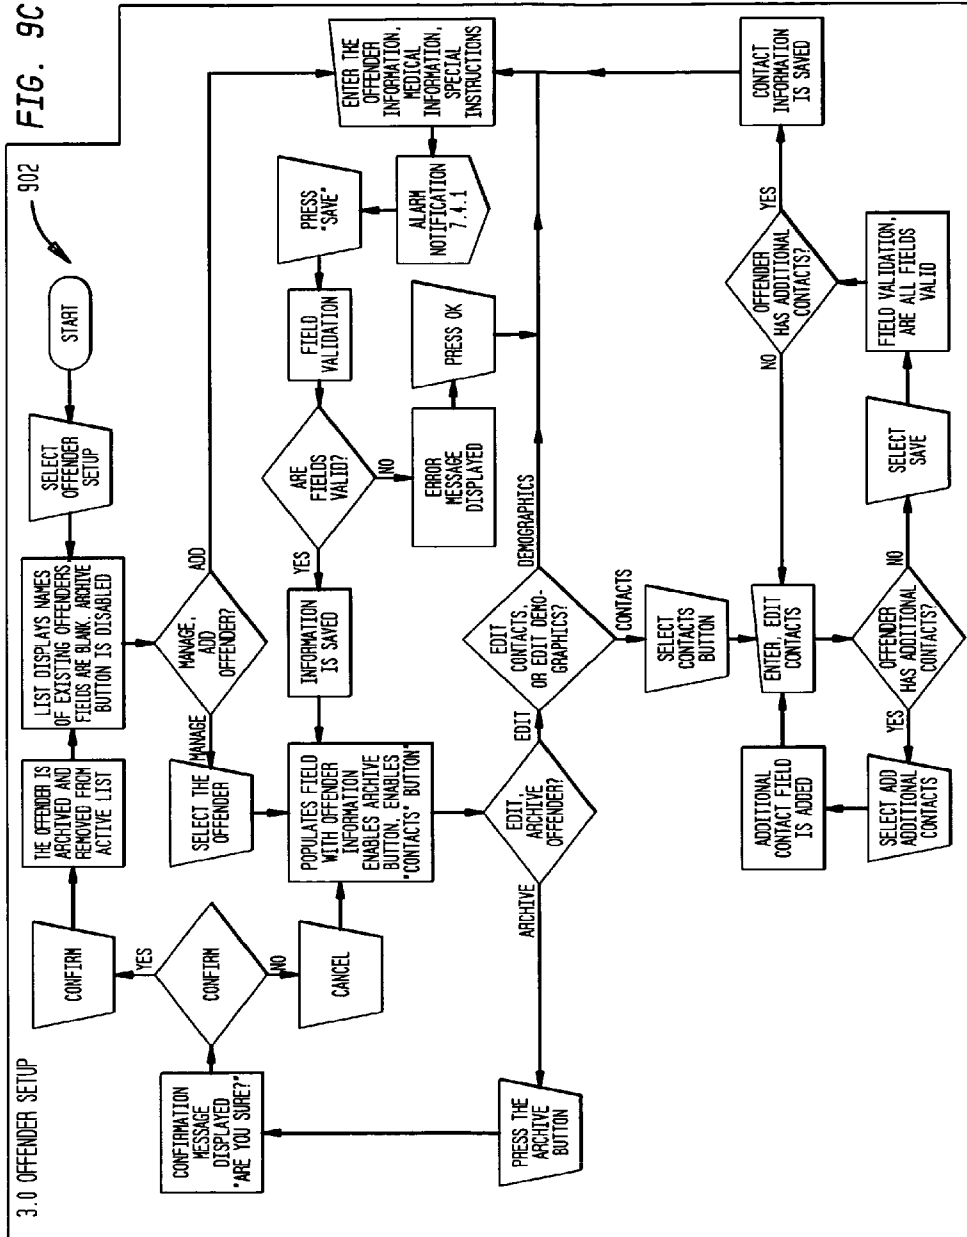 FIG. 9C
3.0 OFFENDER SETUP
902
START
SELECT
OFFENDER
SETUP
LIST DISPLAYS NAMES
OF EXISTING OFFENDERS
FIELDS ARE BLANK. ARCHIVE
BUTTON IS DISABLED
THE OFFENDER IS
ARCHIVED AND
REMOVED FROM
ACTIVE LIST
CONFIRM
YES
CONFIRM
NO
CANCEL
CONFIRMATION
MESSAGE
DISPLAYED
"ARE YOU SURE?"
MANAGE,
ADD
OFFENDER?
ADD
MANAGE
SELECT THE
OFFENDER
ENTER THE
OFFENDER
INFORMATION,
MEDICAL
INFORMATION,
SPECIAL
INSTRUCTIONS
ALARM
NOTIFICATION
7.4.1
PRESS
"SAVE"
FIELD
VALIDATION
ARE
FIELDS
VALID?
NO
ERROR
MESSAGE
DISPLAYED
PRESS OK
YES
INFORMATION
IS SAVED
POPULATES FIELD
WITH OFFENDER
INFORMATION
ENABLES ARCHIVE
BUTTON, ENABLES
"CONTACTS" BUTTON
EDIT,
ARCHIVE
OFFENDER?
ARCHIVE
PRESS THE
ARCHIVE
BUTTON
EDIT
EDIT
CONTACTS,
OR EDIT DEMO-
GRAPHICS?
DEMOGRAPHICS
CONTACTS
SELECT
CONTACTS
BUTTON
ENTER, EDIT
CONTACTS
OFFENDER
HAS ADDITIONAL
CONTACTS?
YES
SELECT ADD
ADDITIONAL
CONTACTS
ADDITIONAL
CONTACT FIELD
IS ADDED
NO
SELECT
SAVE
FIELD VALIDATION,
ARE ALL FIELDS
VALID
OFFENDER
HAS ADDITIONAL
CONTACTS?
NO
YES
CONTACT
INFORMATION
IS SAVED